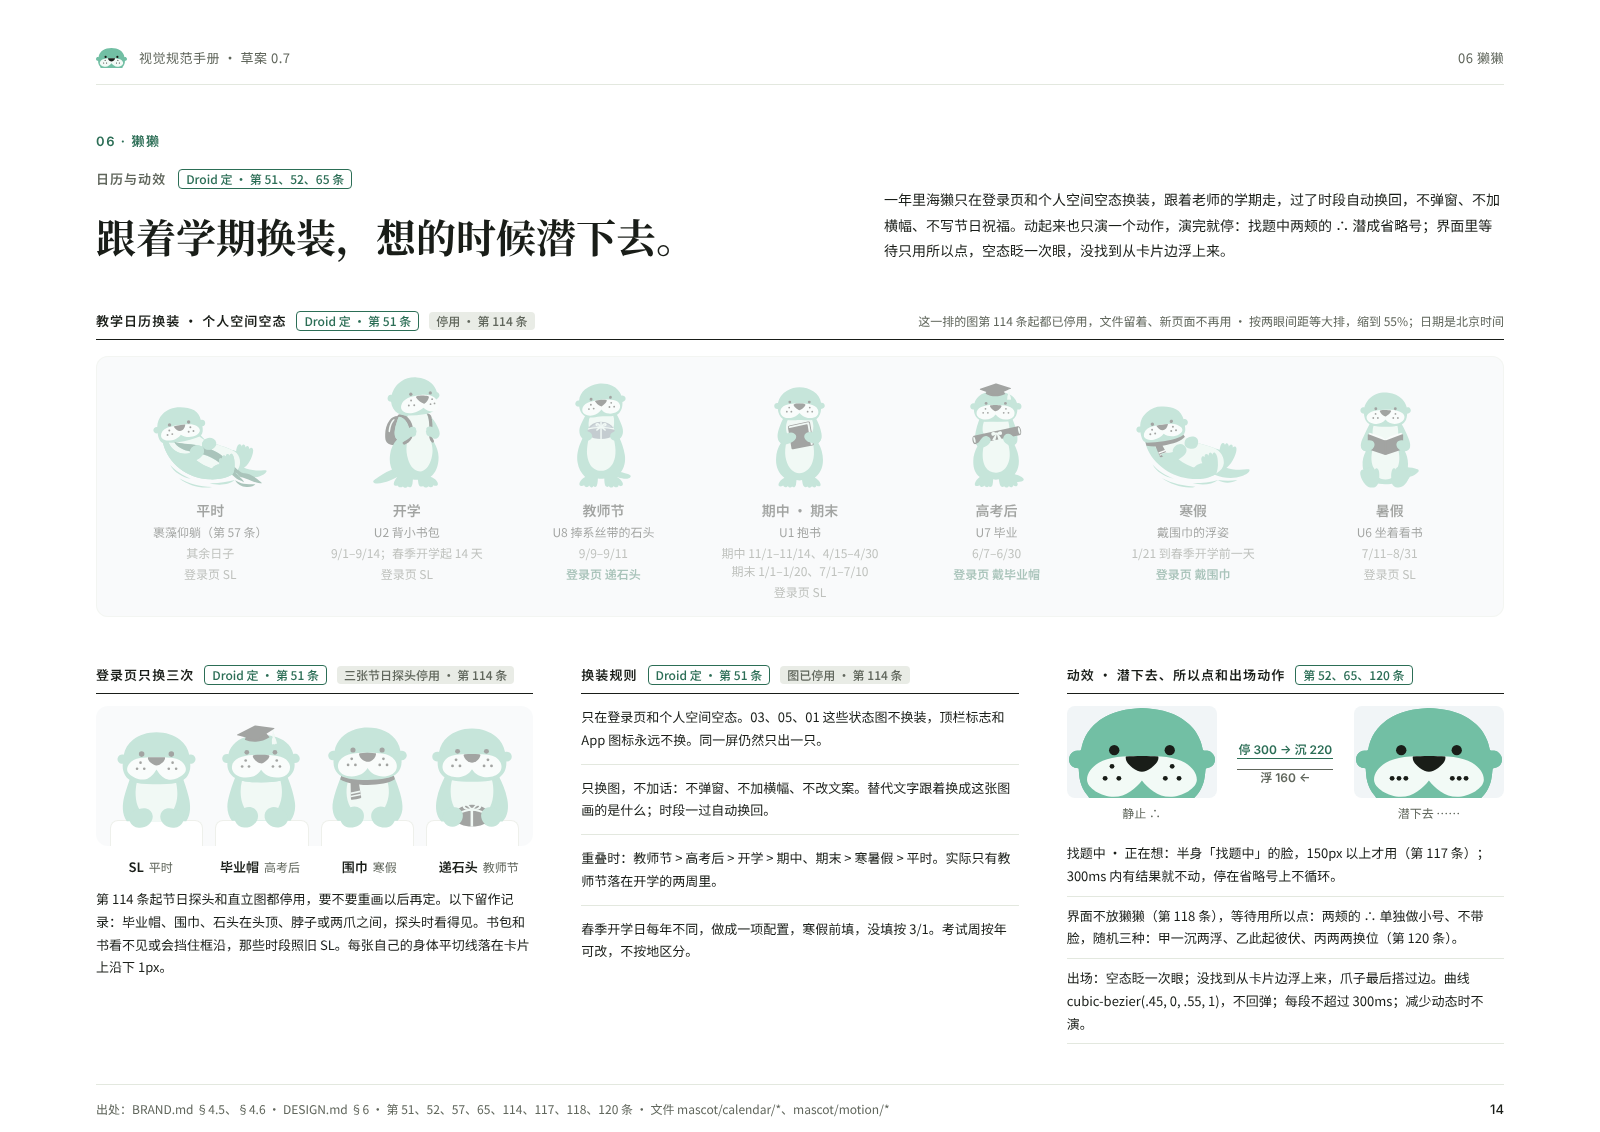 视觉规范手册 · 草案 0.7
06 獭獭
06 · 獭獭
日历与动效 Droid 定 · 第 51、52、65 条
跟着学期换装，想的时候潜下去。
一年里海獭只在登录页和个人空间空态换装，跟着老师的学期走，过了时段自动换回，不弹窗、不加
横幅、不写节日祝福。动起来也只演一个动作，演完就停：找题中两颊的 ∴ 潜成省略号；界面里等
待只用所以点，空态眨一次眼，没找到从卡片边浮上来。
教学日历换装 · 个人空间空态 Droid 定 · 第 51 条 停用 · 第 114 条
这一排的图第 114 条起都已停用，文件留着、新页面不再用 · 按两眼间距等大排，缩到 55%；日期是北京时间
平时
裹藻仰躺（第 57 条）
其余日子
登录页 SL
开学
U2 背小书包
9/1–9/14；春季开学起 14 天
登录页 SL
教师节
U8 捧系丝带的石头
9/9–9/11
登录页 递石头
期中 · 期末
U1 抱书
期中 11/1–11/14、4/15–4/30
期末 1/1–1/20、7/1–7/10
登录页 SL
高考后
U7 毕业
6/7–6/30
登录页 戴毕业帽
寒假
戴围巾的浮姿
1/21 到春季开学前一天
登录页 戴围巾
暑假
U6 坐着看书
7/11–8/31
登录页 SL
登录页只换三次 Droid 定 · 第 51 条 三张节日探头停用 · 第 114 条
SL 平时
毕业帽 高考后
围巾 寒假
递石头 教师节
第 114 条起节日探头和直立图都停用，要不要重画以后再定。以下留作记
录：毕业帽、围巾、石头在头顶、脖子或两爪之间，探头时看得见。书包和
书看不见或会挡住框沿，那些时段照旧 SL。每张自己的身体平切线落在卡片
上沿下 1px。
换装规则 Droid 定 · 第 51 条 图已停用 · 第 114 条
只在登录页和个人空间空态。03、05、01 这些状态图不换装，顶栏标志和
App 图标永远不换。同一屏仍然只出一只。
只换图，不加话：不弹窗、不加横幅、不改文案。替代文字跟着换成这张图
画的是什么；时段一过自动换回。
重叠时：教师节 > 高考后 > 开学 > 期中、期末 > 寒暑假 > 平时。实际只有教
师节落在开学的两周里。
春季开学日每年不同，做成一项配置，寒假前填，没填按 3/1。考试周按年
可改，不按地区分。
动效 · 潜下去、所以点和出场动作 第 52、65、120 条
停 300 → 沉 220
浮 160 ←
静止 ∴
潜下去 ……
找题中 · 正在想：半身「找题中」的脸，150px 以上才用（第 117 条）；
300ms 内有结果就不动，停在省略号上不循环。
界面不放獭獭（第 118 条），等待用所以点：两颊的 ∴ 单独做小号、不带
脸，随机三种：甲一沉两浮、乙此起彼伏、丙两两换位（第 120 条）。
出场：空态眨一次眼；没找到从卡片边浮上来，爪子最后搭过边。曲线
cubic-bezier(.45, 0, .55, 1)，不回弹；每段不超过 300ms；减少动态时不
演。
出处：BRAND.md §4.5、§4.6 · DESIGN.md §6 · 第 51、52、57、65、114、117、118、120 条 · 文件 mascot/calendar/*、mascot/motion/*
14